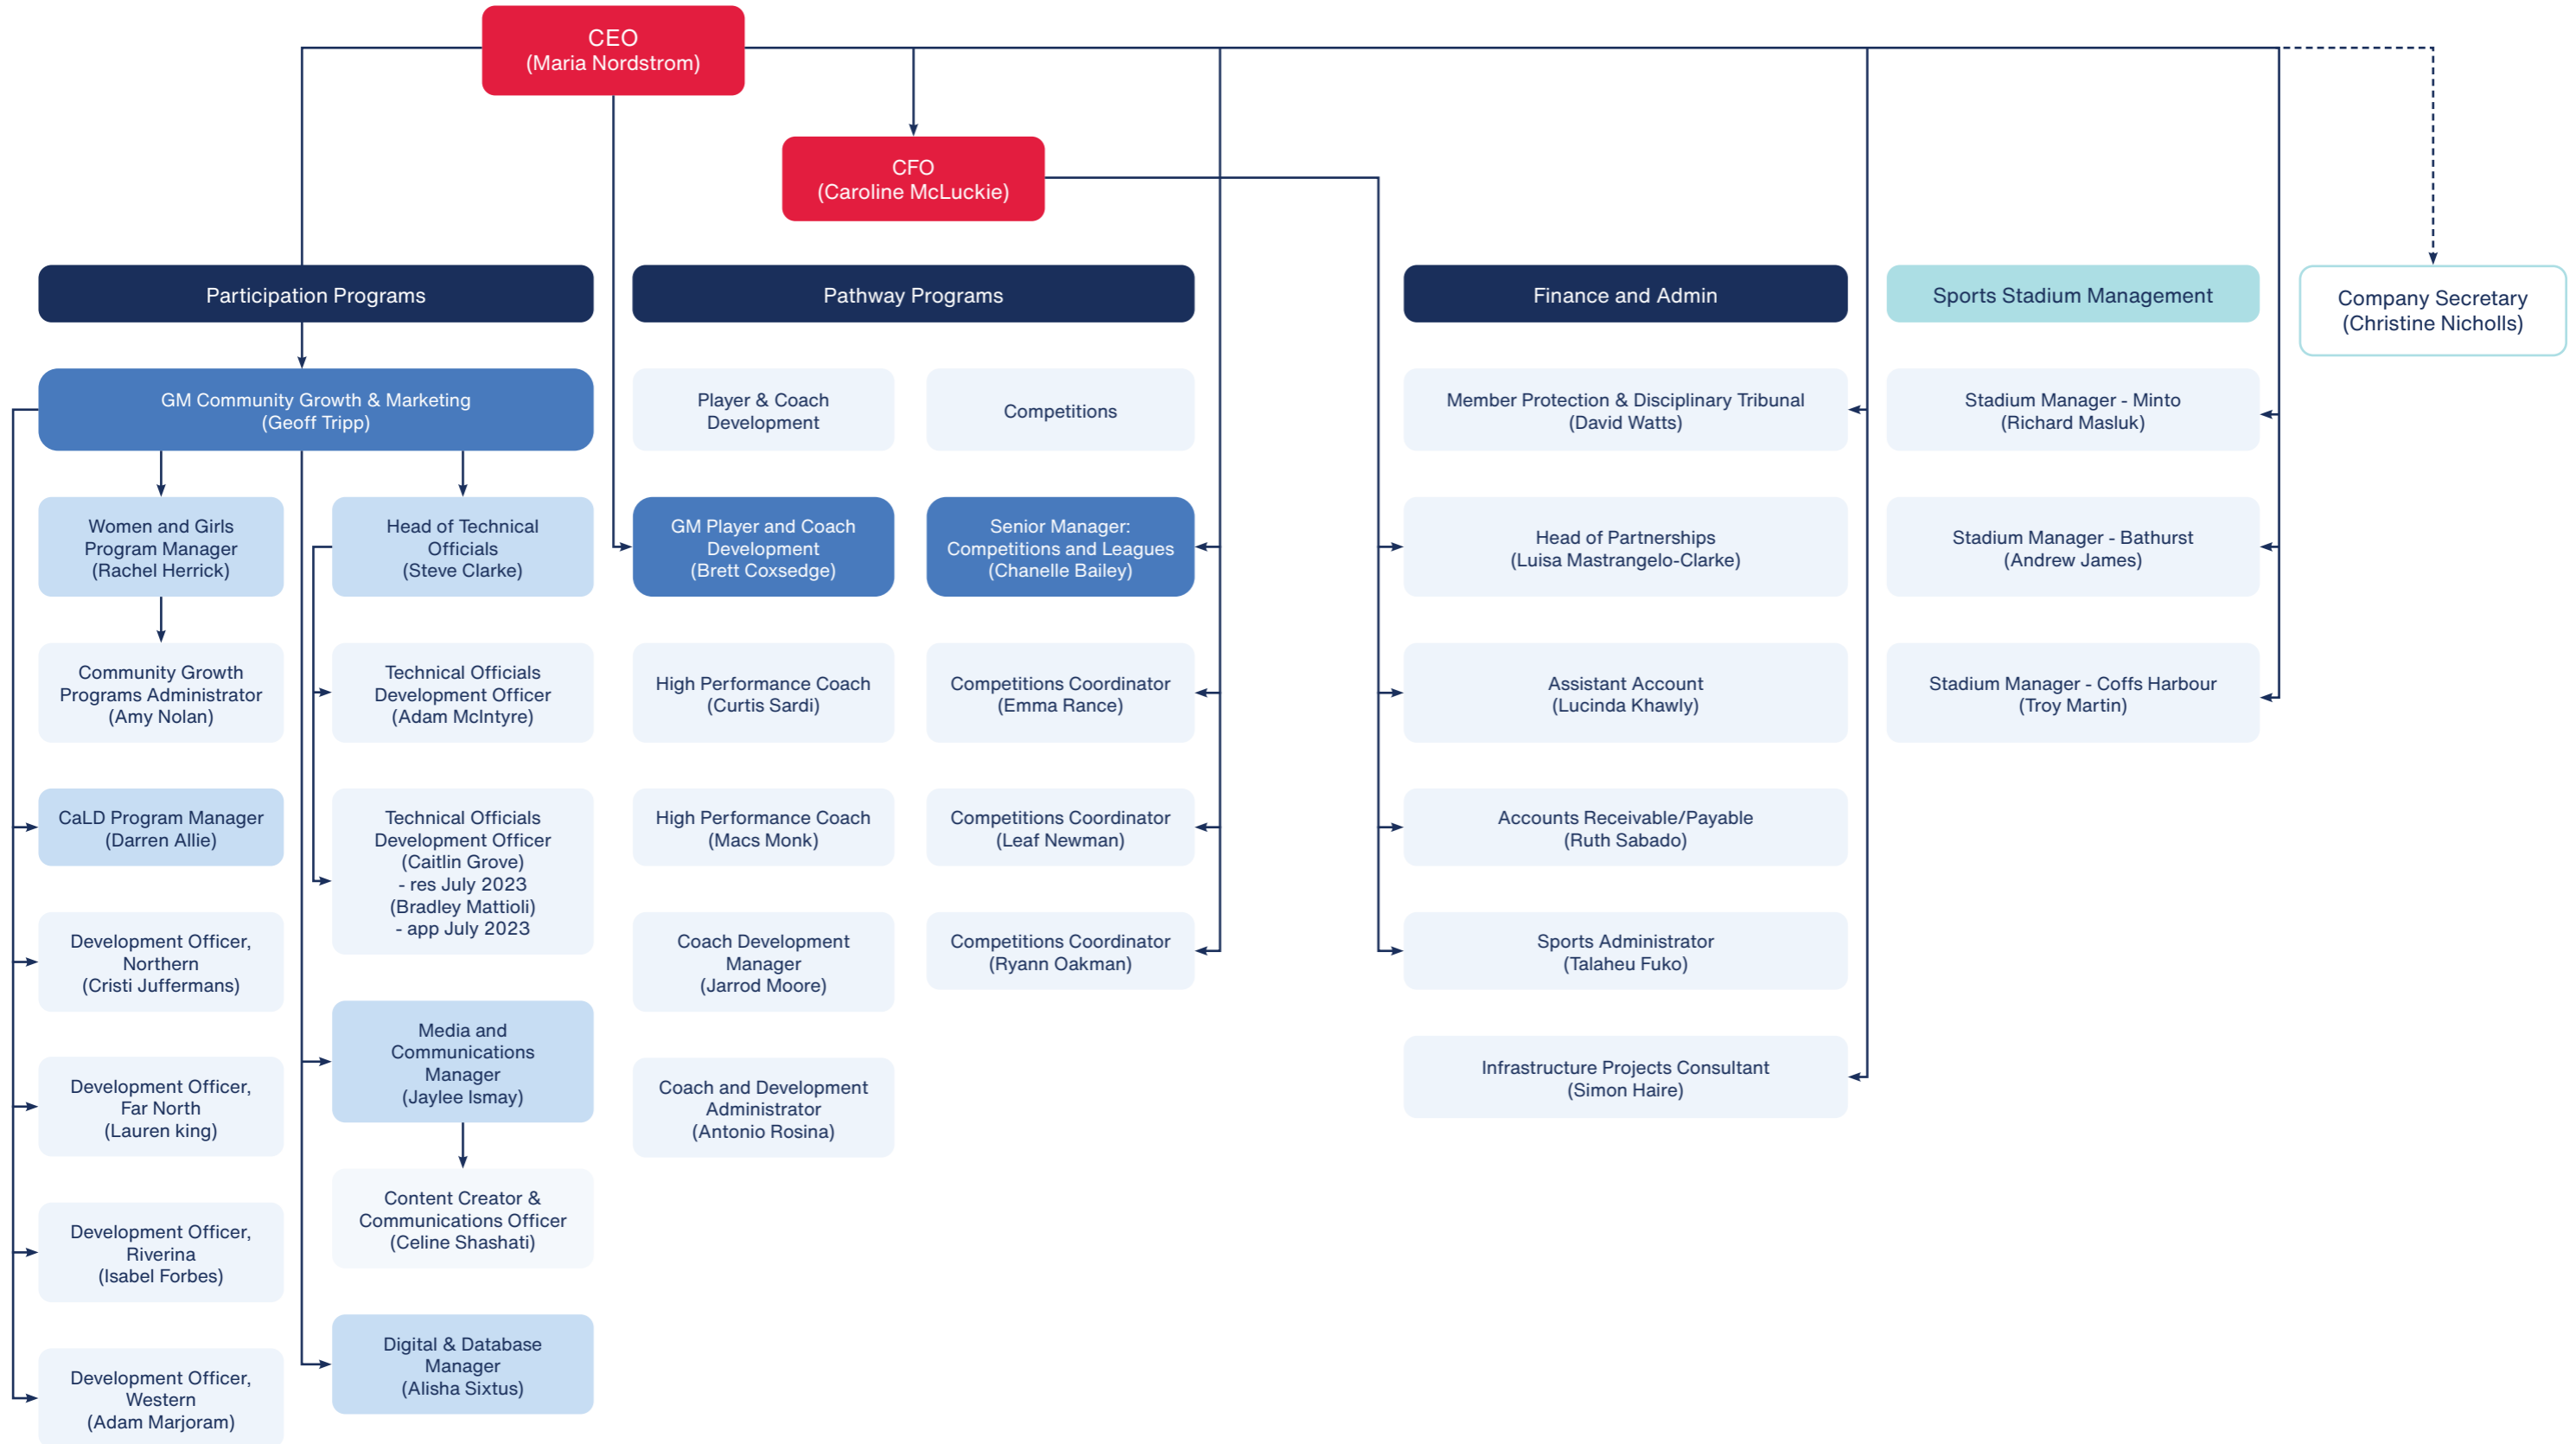 CEO
(Maria Nordstrom)
CFO
(Caroline McLuckie)
Participation Programs
Pathway Programs
Finance and Admin
Sports Stadium Management
Company Secretary
(Christine Nicholls)
GM Community Growth & Marketing
(Geoff Tripp)
Women and Girls
Program Manager
(Rachel Herrick)
Community Growth
Programs Administrator
(Amy Nolan)
CaLD Program Manager
(Darren Allie)
Development Officer,
Northern
(Cristi Juffermans)
Development Officer,
Far North
(Lauren king)
Development Officer,
Riverina
(Isabel Forbes)
Development Officer,
Western
(Adam Marjoram)
Head of Technical
Officials
(Steve Clarke)
Technical Officials
Development Officer
(Adam McIntyre)
Technical Officials
Development Officer
(Caitlin Grove)
- res July 2023
(Bradley Mattioli)
- app July 2023
Media and
Communications
Manager
(Jaylee Ismay)
Content Creator &
Communications Officer
(Celine Shashati)
Digital & Database
Manager
(Alisha Sixtus)
Player & Coach
Development
GM Player and Coach
Development
(Brett Coxsedge)
High Performance Coach
(Curtis Sardi)
High Performance Coach
(Macs Monk)
Coach Development
Manager
(Jarrod Moore)
Coach and Development
Administrator
(Antonio Rosina)
Competitions
Senior Manager:
Competitions and Leagues
(Chanelle Bailey)
Competitions Coordinator
(Emma Rance)
Competitions Coordinator
(Leaf Newman)
Competitions Coordinator
(Ryann Oakman)
Member Protection & Disciplinary Tribunal
(David Watts)
Head of Partnerships
(Luisa Mastrangelo-Clarke)
Assistant Account
(Lucinda Khawly)
Accounts Receivable/Payable
(Ruth Sabado)
Sports Administrator
(Talaheu Fuko)
Infrastructure Projects Consultant
(Simon Haire)
Stadium Manager - Minto
(Richard Masluk)
Stadium Manager - Bathurst
(Andrew James)
Stadium Manager - Coffs Harbour
(Troy Martin)